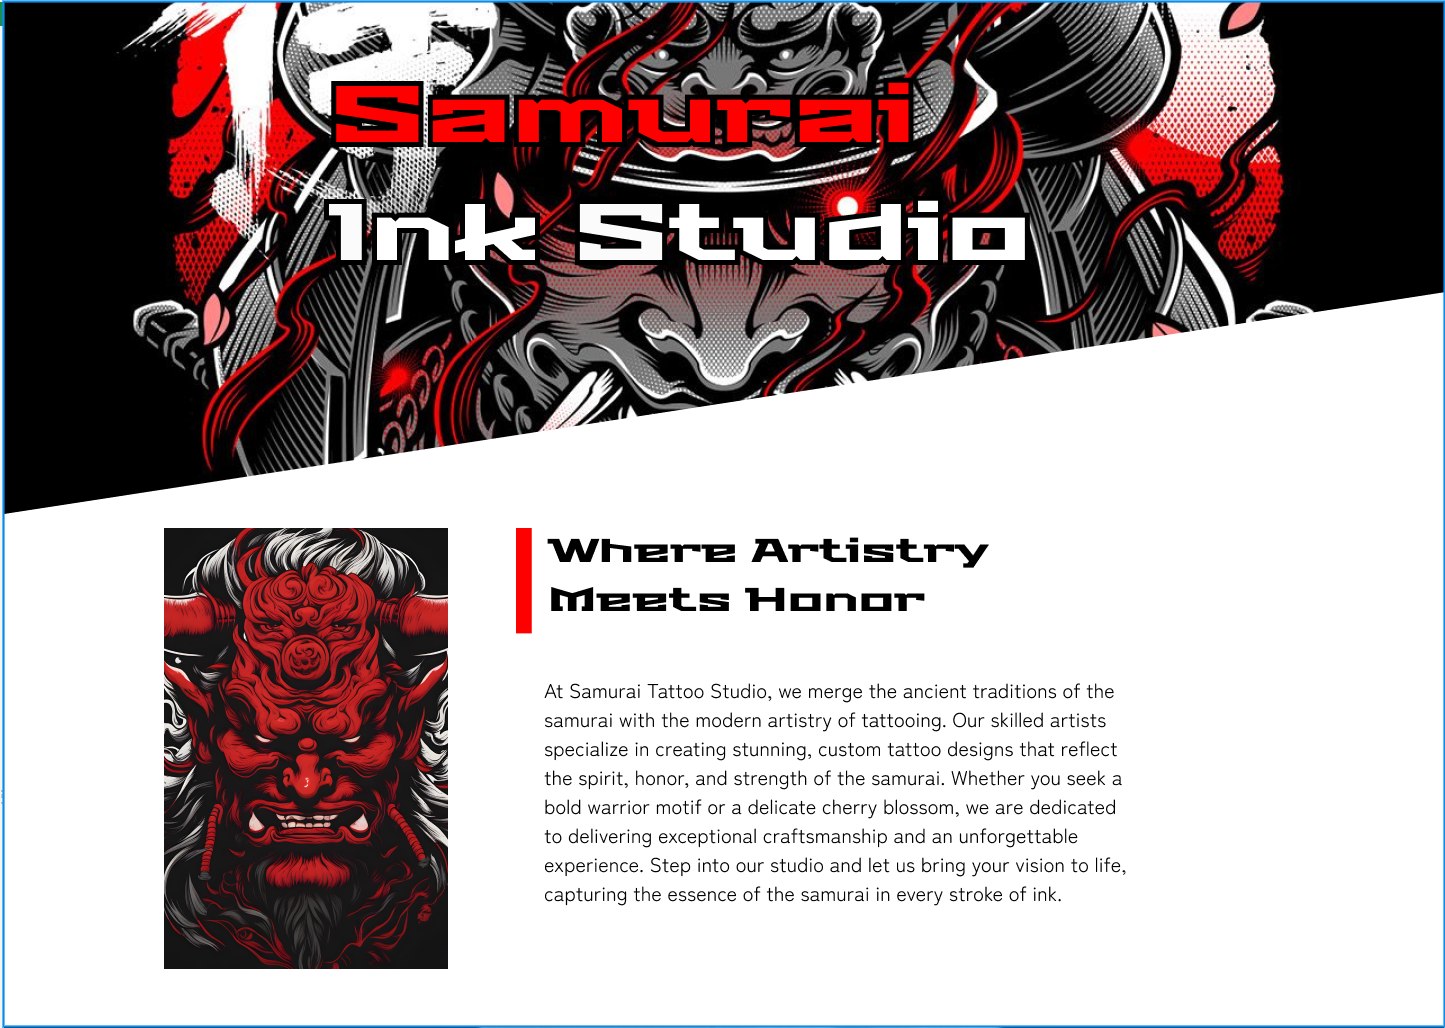 Samurai
Ink Studio
Where Artistry
Meets Honor
At Samurai Tattoo Studio, we merge the ancient traditions of the
samurai with the modern artistry of tattooing. Our skilled artists
specialize in creating stunning, custom tattoo designs that reflect
the spirit, honor, and strength of the samurai. Whether you seek a
bold warrior motif or a delicate cherry blossom, we are dedicated
to delivering exceptional craftsmanship and an unforgettable
experience. Step into our studio and let us bring your vision to life,
capturing the essence of the samurai in every stroke of ink.